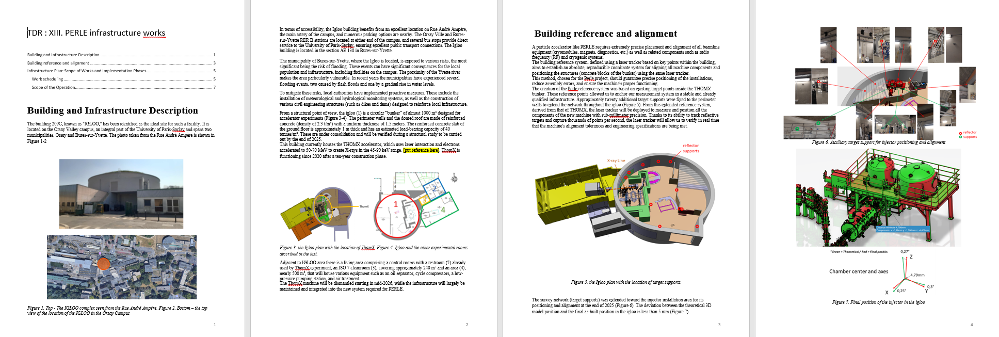 TDR : XIII. PERLE infrastructure works
Building and Infrastructure Description 1
Building reference and alignment 3
Infrastructure Plan: Scope of Works and Implementation Phases 5
Work scheduling 5
Scope of the Operation 7
Building and Infrastructure Description
The building 209C, known as "IGLOO," has been identified as the ideal site for such a facility. It is
located on the Orsay Valley campus, an integral part of the University of Paris-Saclay and spans two
municipalities, Orsay and Bures-sur-Yvette. The photo taken from the Rue André Ampère is shown in
Figure 1-2
Figure 1. Top - The IGLOO complex seen from the Rue André Ampère. Figure 2. Bottom – the top
view of the location of the IGLOO in the Orsay Campus
1
In terms of accessibility, the Igloo building benefits from an excellent location on Rue André Ampère,
the main artery of the campus, and numerous parking options are nearby. The Orsay Ville and Bures-
sur-Yvette RER B stations are located at either end of the campus, and several bus stops provide direct
service to the University of Paris-Saclay, ensuring excellent public transport connections. The Igloo
building is located in the section AE 130 in Bures-sur-Yvette.
The municipality of Bures-sur-Yvette, where the Igloo is located, is exposed to various risks, the most
significant being the risk of flooding. These events can have significant consequences for the local
population and infrastructure, including facilities on the campus. The proximity of the Yvette river
makes the area particularly vulnerable. In recent years the municipalities have experienced several
flooding events, two caused by flash floods and one by a gradual rise in water levels.
To mitigate these risks, local authorities have implemented proactive measures. These include the
installation of meteorological and hydrological monitoring systems, as well as the construction of
various civil engineering structures (such as dikes and dams) designed to reinforce local infrastructure.
From a structural point of view, the igloo (1) is a circular “bunker” of almost 1000 m² designed for
accelerator experiments (Figure 3-4). The perimeter walls and the domed roof are made of reinforced
concrete (density of 2.3 t/m³) with a uniform thickness of 1.5 meters. The reinforced concrete slab of
the ground floor is approximately 1 m thick and has an estimated load-bearing capacity of 40
tonnes/m². These are under consolidation and will be verified during a structural study to be carried
out by the end of 2025.
This building currently houses the THOMX accelerator, which uses laser interaction and electrons
accelerated to 50-70 MeV to create X-rays in the 45-90 keV range. [put reference here]. ThomX is
functioning since 2020 after a ten-year construction phase.
ThomX
1
2
3
4
Figure 3. the Igloo plan with the location of ThomX. Figure 4. Igloo and the other experimental rooms
described in the text.
Adjacent to IGLOO area there is a living area comprising a control rooms with a restroom (2) already
used by ThomX experiment, an ISO 7 cleanroom (3), covering approximately 240 m² and an area (4),
nearly 500 m², that will house various equipment such as an oil separator, cycle compressors, a low-
pressure pumping station, and air treatment.
The ThomX machine will be dismantled starting in mid-2026, while the infrastructure will largely be
maintained and integrated into the new system required for PERLE.
2
Building reference and alignment
A particle accelerator like PERLE requires extremely precise placement and alignment of all beamline
equipment (cryomodules, magnets, diagnostics, etc.) as well as related components such as radio
frequency (RF) and cryogenic systems.
The building reference system, defined using a laser tracker based on key points within the building,
aims to establish an absolute, reproducible coordinate system for aligning all machine components and
positioning the structures (concrete blocks of the bunker) using the same laser tracker.
This method, chosen for the Perle project, should guarantee precise positioning of the installations,
reduce assembly errors, and ensure the machine's proper functioning.
The creation of the Perle reference system was based on existing target points inside the THOMX
bunker. These reference points allowed us to anchor our measurement system in a stable and already
qualified infrastructure. Approximately twenty additional target supports were fixed to the perimeter
walls to extend the network throughout the igloo (Figure 5). From this extended reference system,
derived from that of THOMX, the laser tracker will be deployed to measure and position all the
components of the new machine with sub-millimeter precision. Thanks to its ability to track reflective
targets and capture thousands of points per second, the laser tracker will allow us to verify in real time
that the machine's alignment tolerances and engineering specifications are being met.
reflector
supports
X-ray Line
Figure 5. the Igloo plan with the location of target supports.
The survey network (target supports) was extended toward the injector installation area for its
positioning and alignment at the end of 2025 (Figure 6). The deviation between the theoretical 3D
model position and the final as-built position in the igloo is less than 5 mm (Figure 7).
3
reflector
supports
Figure 6. Auxiliary target support for injector positioning and alignment
Distance minimale 4,796mm
"Green = Theoretical / Red = Final positio
0,27°
Z
Chamber center and axes
4,79mm
0,3°
X
0,25°
Y
Figure 7. Final position of the injector in the igloo
4